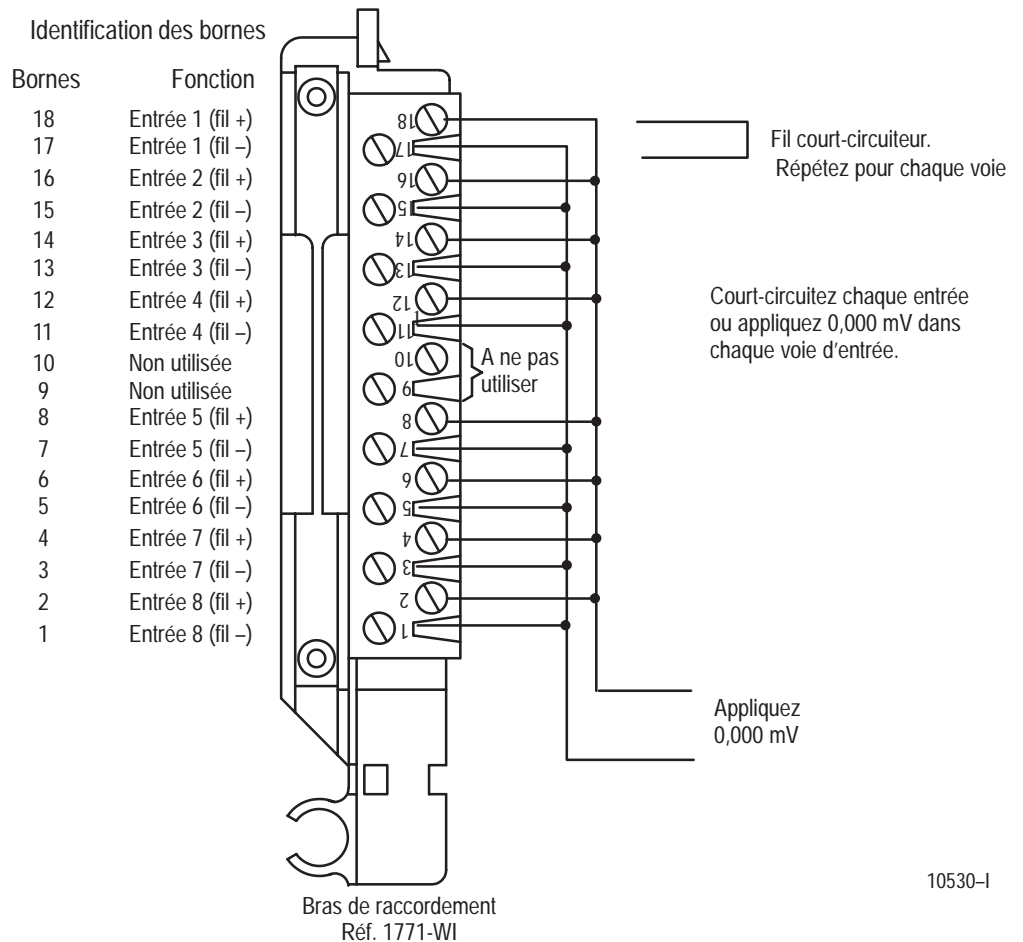 Identification des bornes
Bornes Fonction
18 Entrée 1 (fil +)
17 Entrée 1 (fil –)
16 Entrée 2 (fil +)
15 Entrée 2 (fil –)
14 Entrée 3 (fil +)
13 Entrée 3 (fil –)
12 Entrée 4 (fil +)
11 Entrée 4 (fil –)
10 Non utilisée
9 Non utilisée
8 Entrée 5 (fil +)
7 Entrée 5 (fil –)
6 Entrée 6 (fil +)
5 Entrée 6 (fil –)
4 Entrée 7 (fil +)
3 Entrée 7 (fil –)
2 Entrée 8 (fil +)
1 Entrée 8 (fil –)
18
17
16
15
14
13
12
11
10
9
8
7
6
5
4
3
2
1
A ne pas
utiliser
Fil court-circuiteur.
Répétez pour chaque voie
Court-circuitez chaque entrée
ou appliquez 0,000 mV dans
chaque voie d'entrée.
Appliquez
0,000 mV
Bras de raccordement
Réf. 1771-WI
10530–I